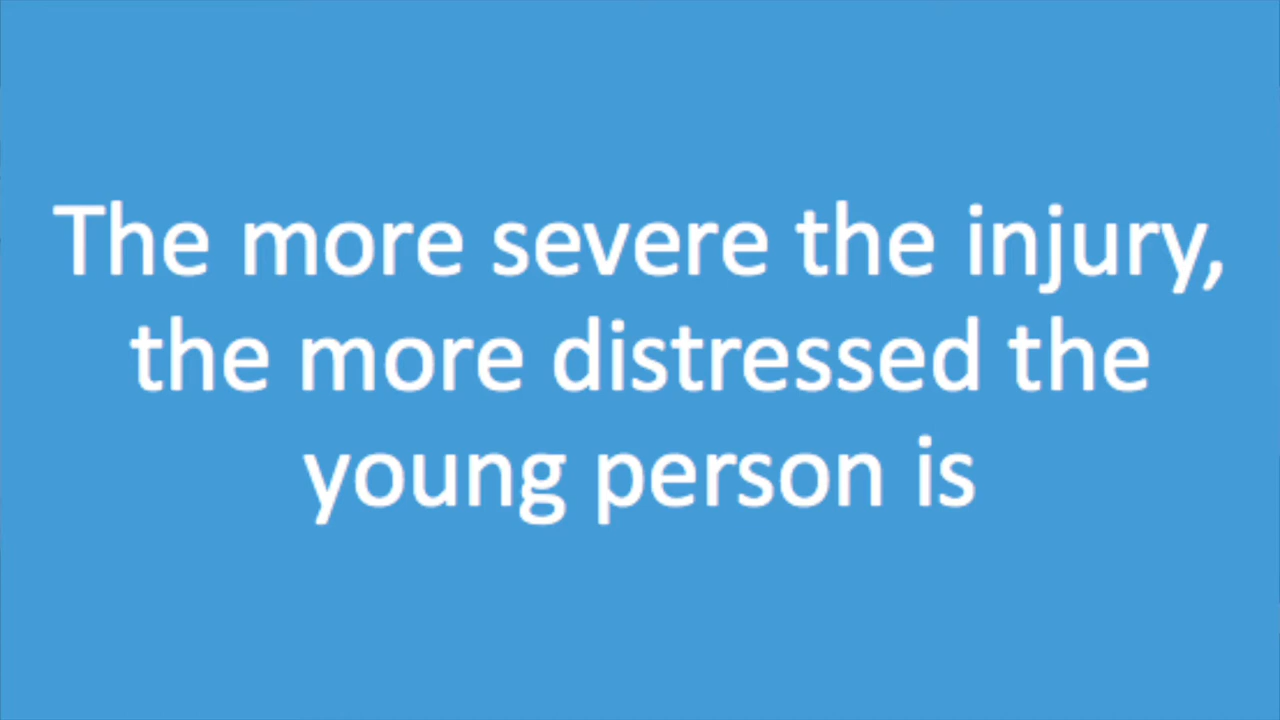 The more severe the injury,
the more distressed the
young person is